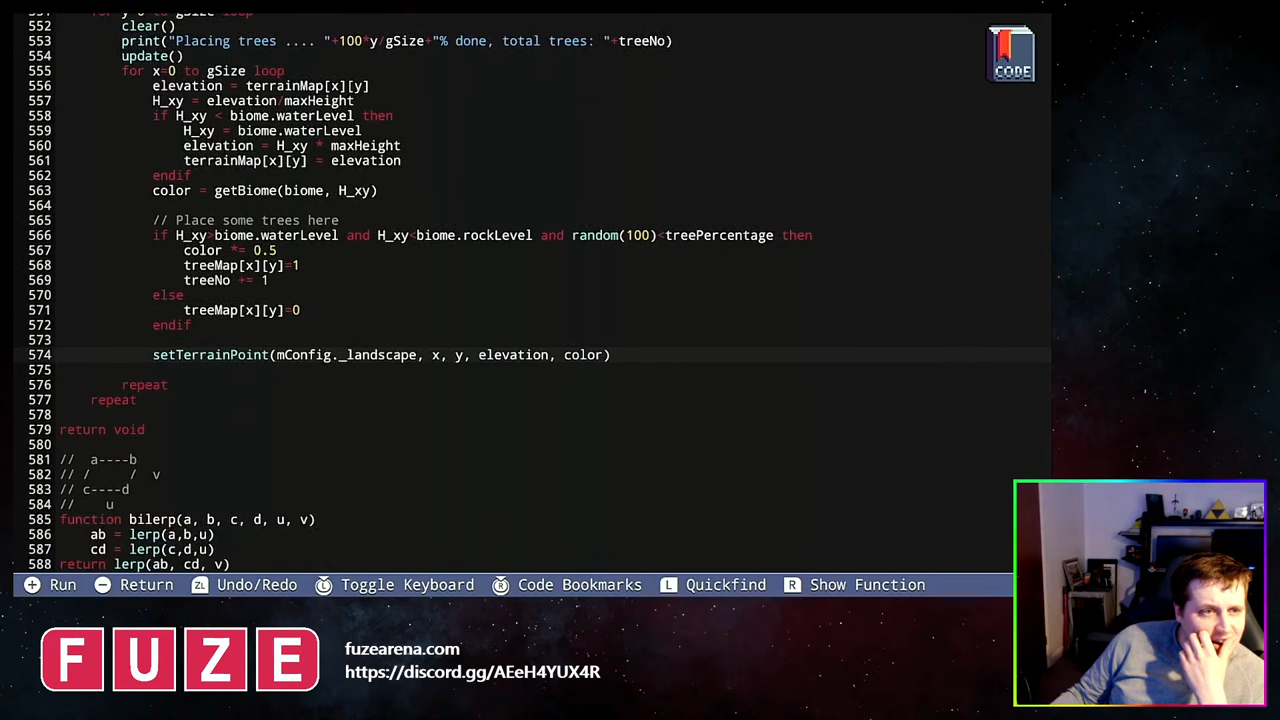 552 clear()
553 print("Placing trees .... "+100*y/gSize+"% done, total trees: "+treeNo)
554 update()
555 for x=0 to gSize loop
556 elevation = terrainMap[x][y]
557 H_xy = elevation/maxHeight
558 if H_xy < biome.waterLevel then
559 H_xy = biome.waterLevel
560 elevation = H_xy * maxHeight
561 terrainMap[x][y] = elevation
562 endif
563 color = getBiome(biome, H_xy)
564
565 // Place some trees here
566 if H_xy>biome.waterLevel and H_xy<biome.rockLevel and random(100)<treePercentage then
567 color *= 0.5
568 treeMap[x][y]=1
569 treeNo += 1
570 else
571 treeMap[x][y]=0
572 endif
573
574 setTerrainPoint(mConfig._landscape, x, y, elevation, color)
575
576 repeat
577 repeat
578
579 return void
580
581 // a----b
582 // / / v
583 // c----d
584 // u
585 function bilerp(a, b, c, d, u, v)
586 ab = lerp(a,b,u)
587 cd = lerp(c,d,u)
588 return lerp(ab, cd, v)
CODE
+ Run - Return ZL Undo/Redo L Toggle Keyboard R Code Bookmarks L Quickfind R Show Function
FUZE
fuzearena.com
https://discord.gg/AEeH4YUX4R